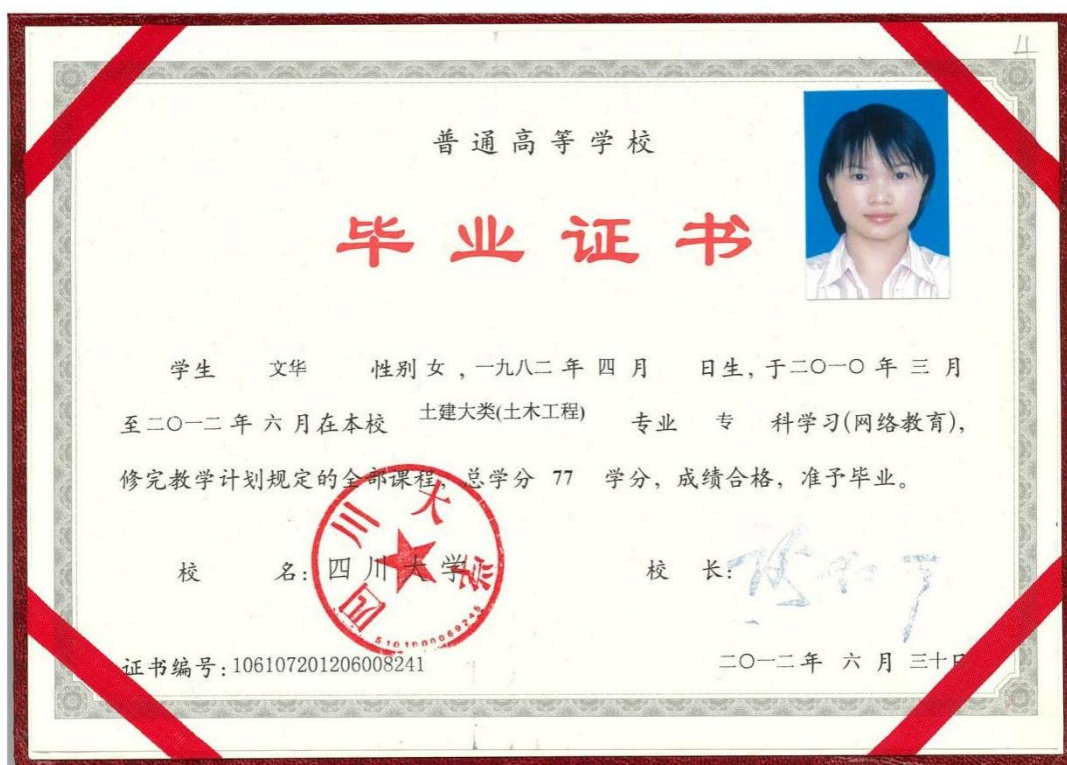 普通高等学校
毕业证书
学生 文华 性别 女 , 一九八二 年 四 月 日生, 于二〇一〇 年 三 月
至二〇一二 年 六 月在本校 土建大类(土木工程) 专业 专 科学习(网络教育),
修完教学计划规定的全部课程, 总学分 77 学分, 成绩合格, 准予毕业。
校 名: 四川大学 校 长:
四川大学
5101000069245
证书编号: 106107201206008241 二〇一二年 六 月 三十日